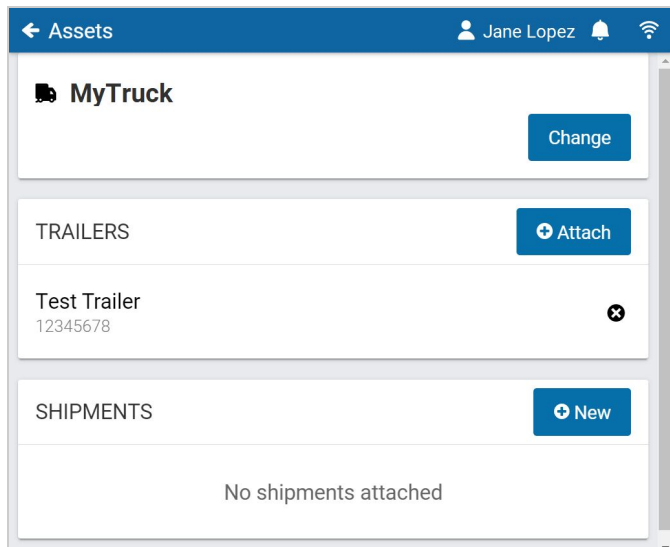 Assets
Jane Lopez
MyTruck
Change
TRAILERS
Attach
Test Trailer
12345678
SHIPMENTS
New
No shipments attached